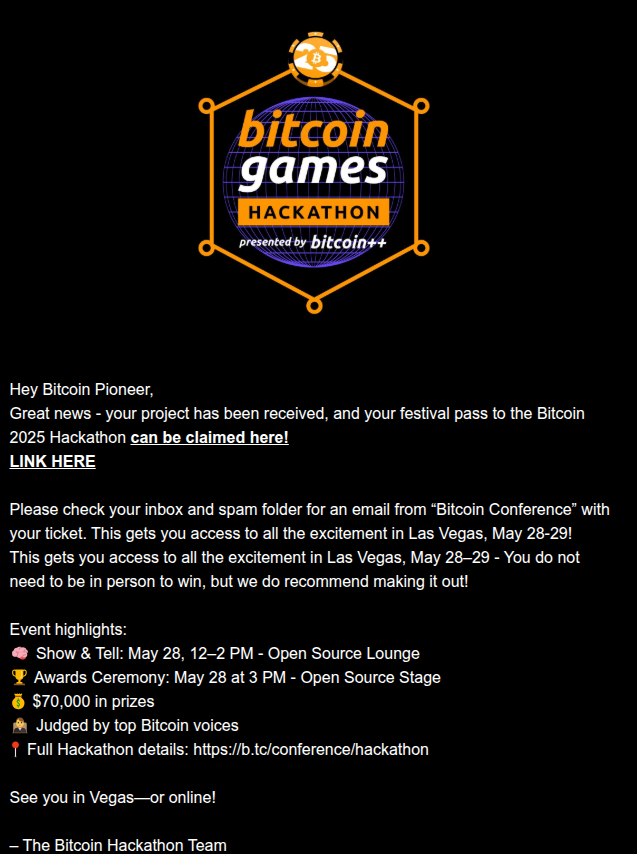 bitcoin
games
HACKATHON
presented by bitcoin++
Hey Bitcoin Pioneer,
Great news - your project has been received, and your festival pass to the Bitcoin
2025 Hackathon can be claimed here!
LINK HERE
Please check your inbox and spam folder for an email from “Bitcoin Conference” with
your ticket. This gets you access to all the excitement in Las Vegas, May 28-29!
This gets you access to all the excitement in Las Vegas, May 28–29 - You do not
need to be in person to win, but we do recommend making it out!
Event highlights:
🧠 Show & Tell: May 28, 12–2 PM - Open Source Lounge
🏆 Awards Ceremony: May 28 at 3 PM - Open Source Stage
💰 $70,000 in prizes
👩‍⚖️ Judged by top Bitcoin voices
📍 Full Hackathon details: https://b.tc/conference/hackathon
See you in Vegas—or online!
– The Bitcoin Hackathon Team